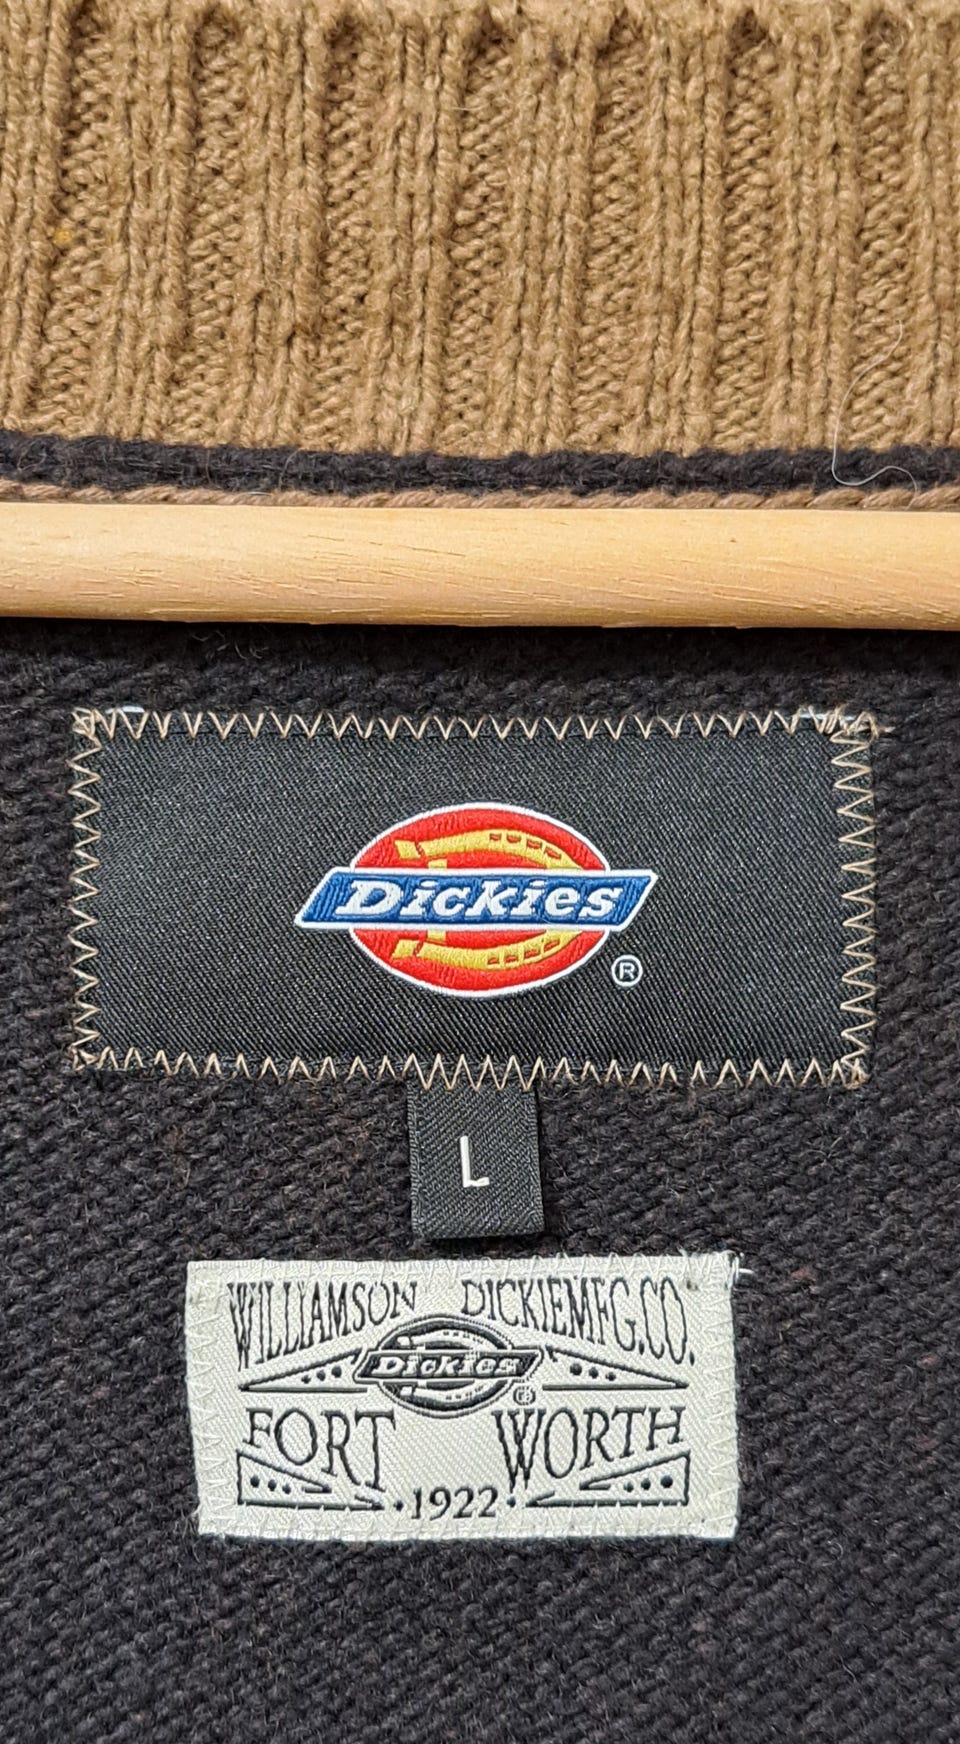 Dickies
®
L
WILLIAMSON DICKIEMFG.CO.
Dickies
®
FORT WORTH
·1922·